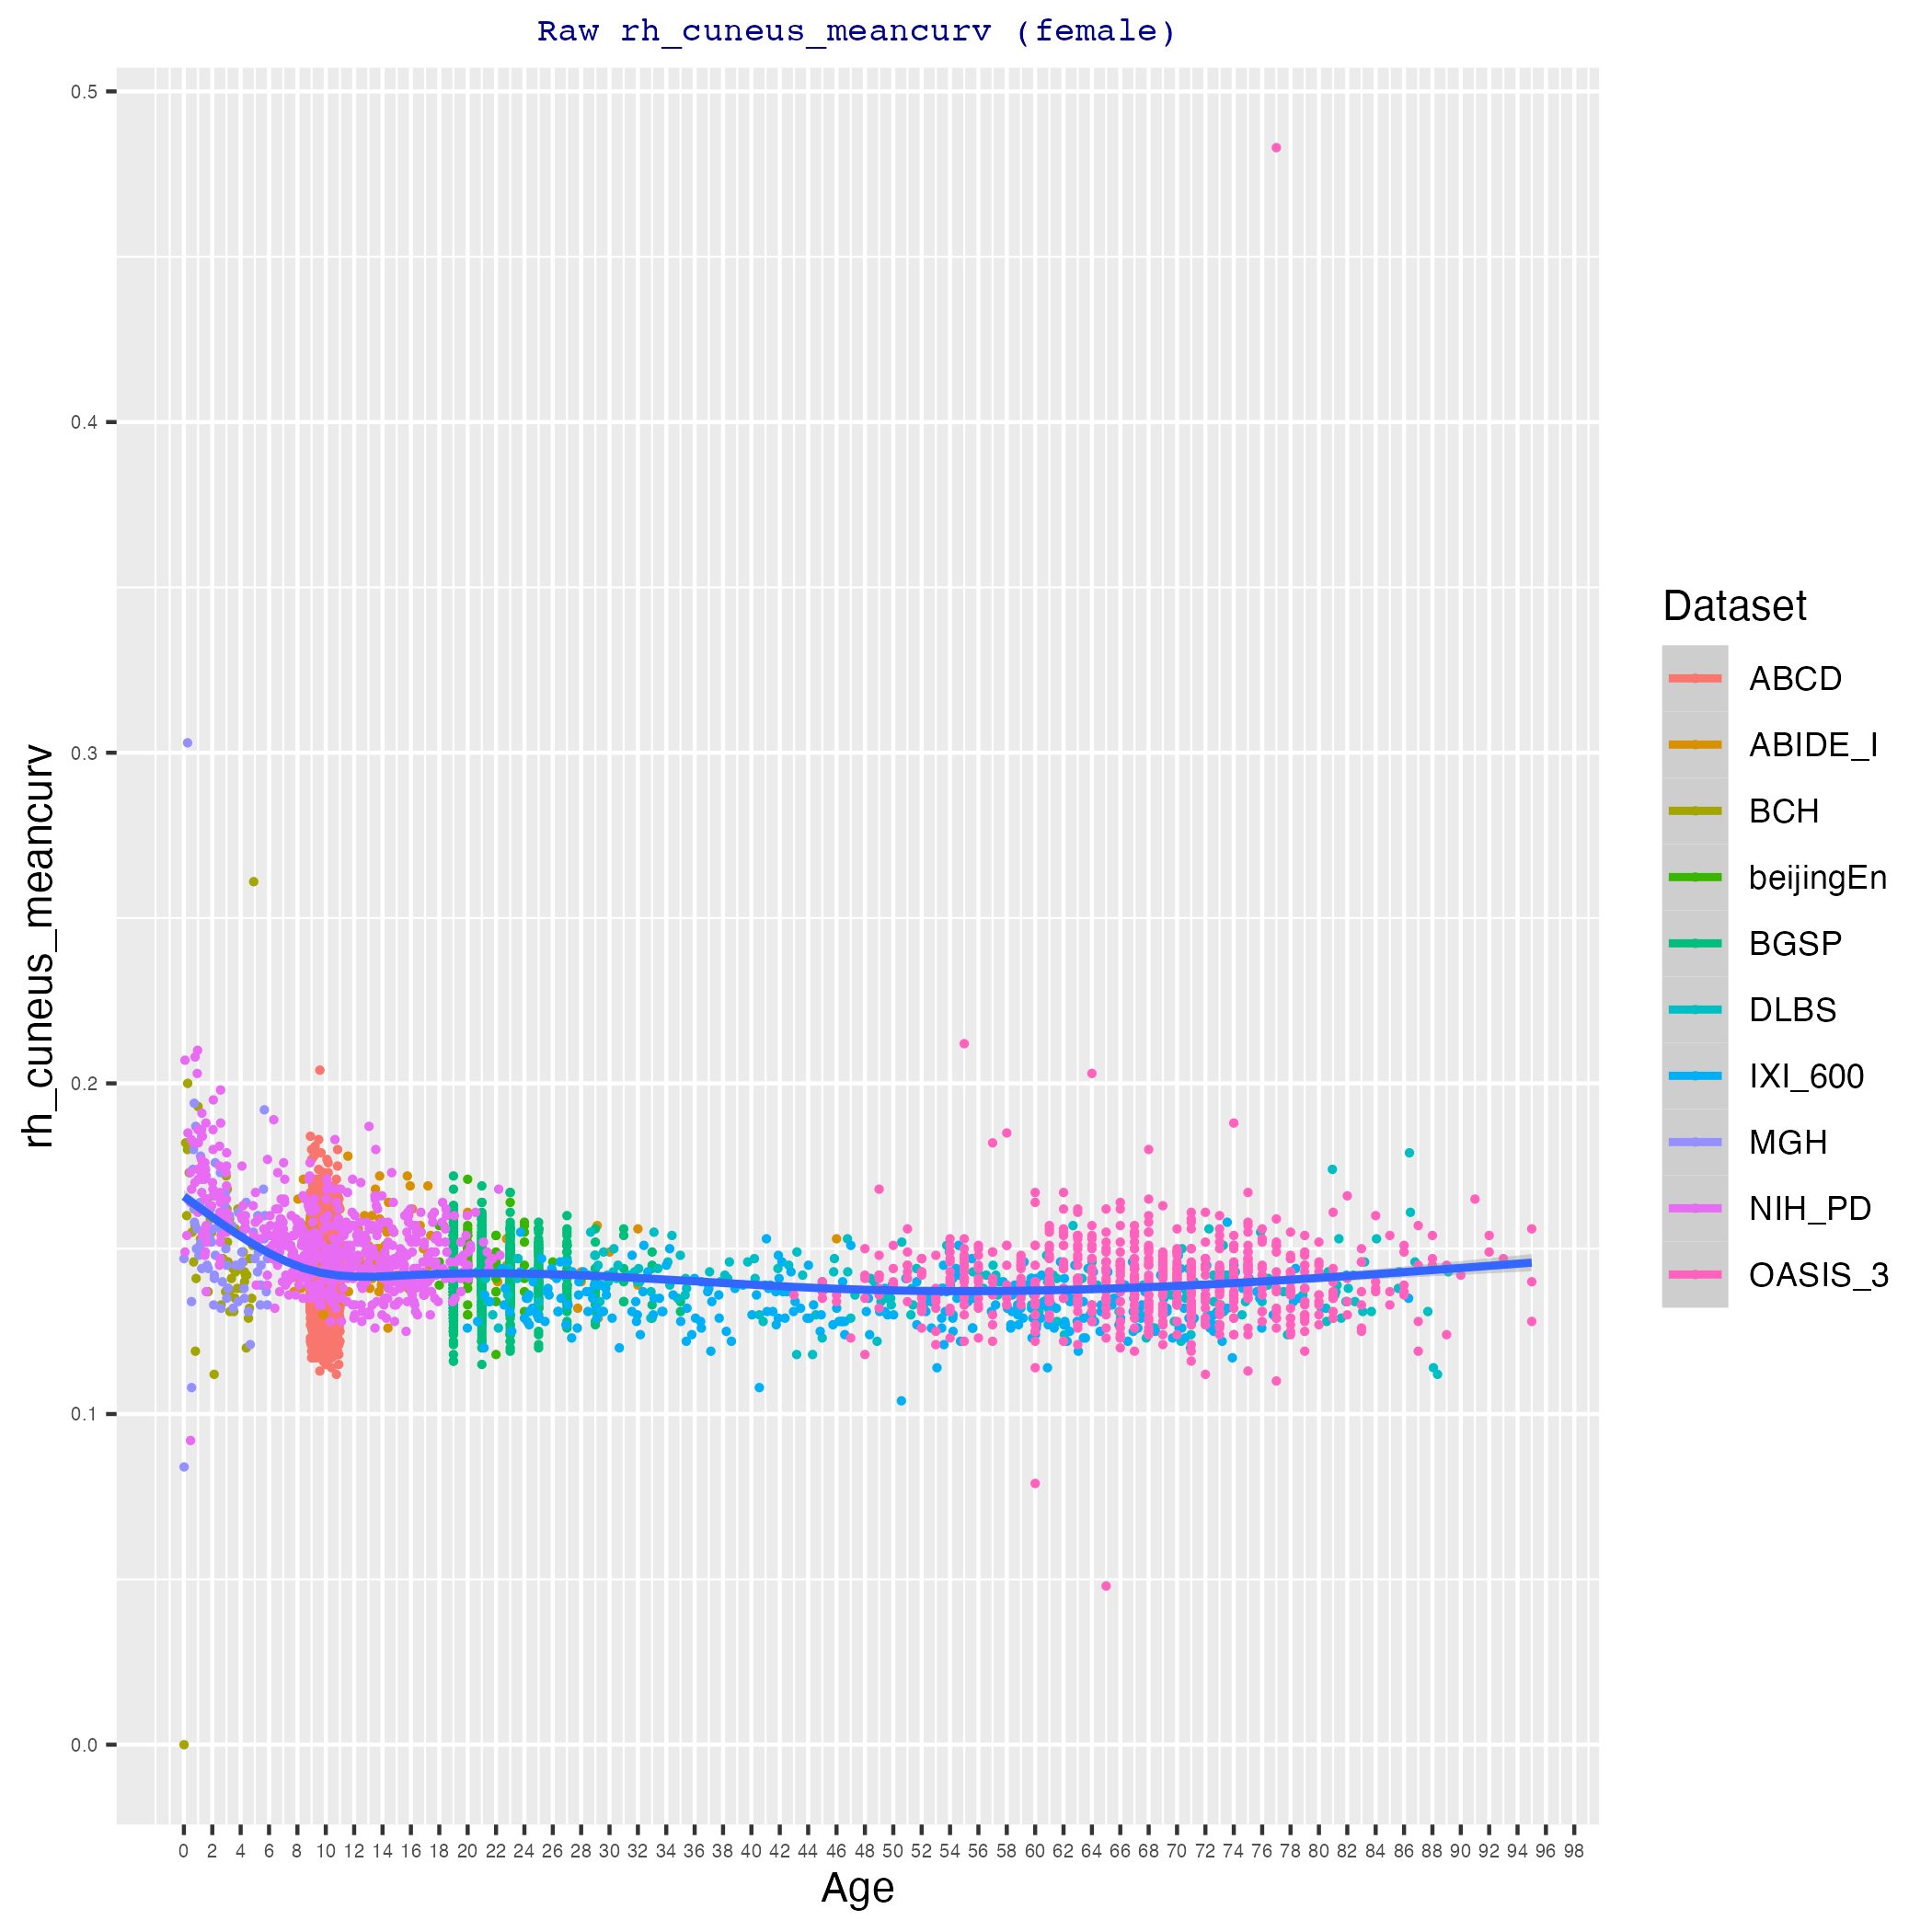 Raw rh_cuneus_meancurv (female)
0.5
0.4
0.3
0.2
0.1
0.0
rh_cuneus_meancurv
0 2 4 6 8 10 12 14 16 18 20 22 24 26 28 30 32 34 36 38 40 42 44 46 48 50 52 54 56 58 60 62 64 66 68 70 72 74 76 78 80 82 84 86 88 90 92 94 96 98
Age
Dataset
ABCD
ABIDE_I
BCH
beijingEn
BGSP
DLBS
IXI_600
MGH
NIH_PD
OASIS_3